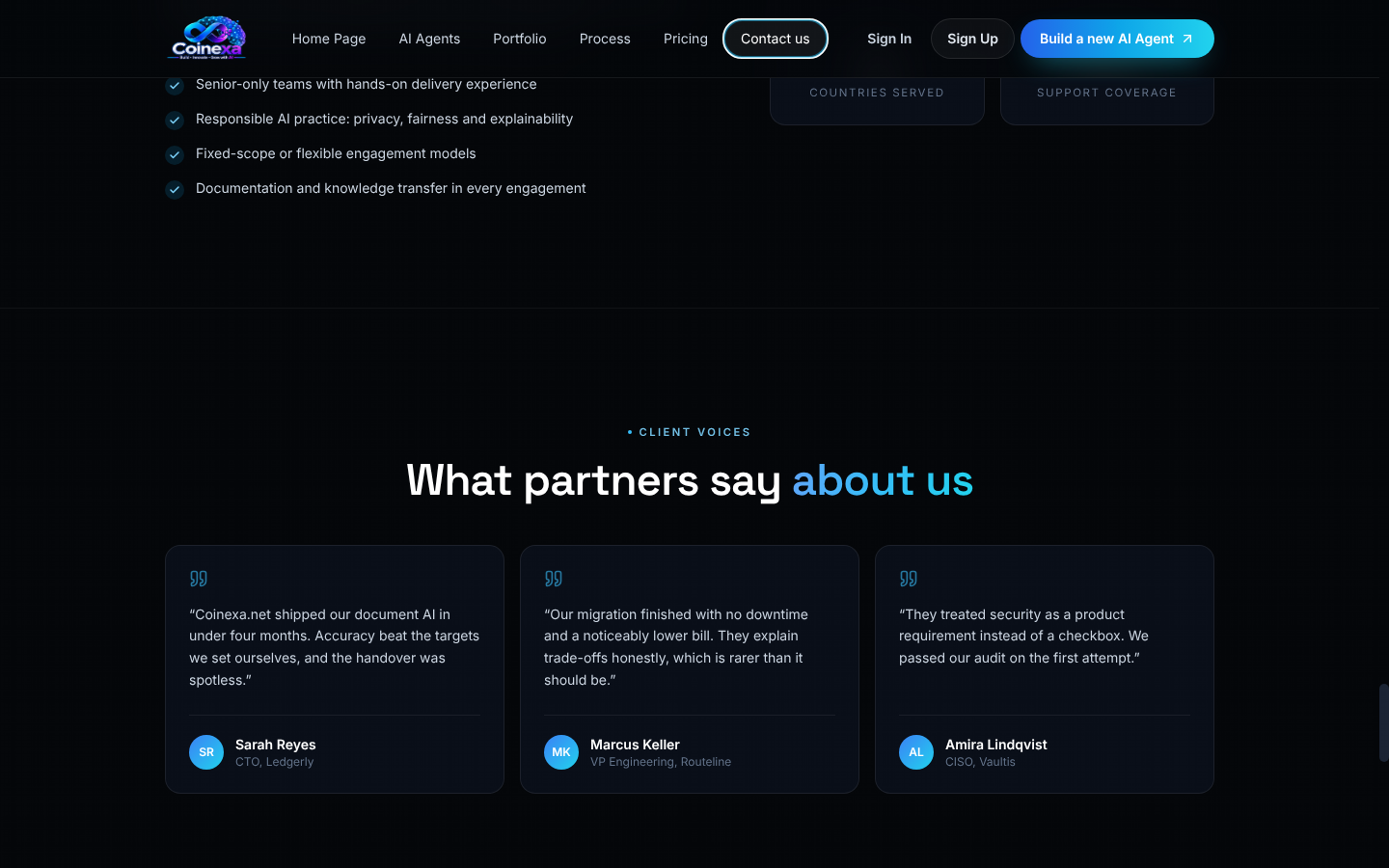 Coinexa
Home Page
AI Agents
Portfolio
Process
Pricing
Contact us
Sign In
Sign Up
Build a new AI Agent
Senior-only teams with hands-on delivery experience
Responsible AI practice: privacy, fairness and explainability
Fixed-scope or flexible engagement models
Documentation and knowledge transfer in every engagement
COUNTRIES SERVED
SUPPORT COVERAGE
CLIENT VOICES
What partners say about us
“Coinexa.net shipped our document AI in
under four months. Accuracy beat the targets
we set ourselves, and the handover was
spotless.”
SR
Sarah Reyes
CTO, Ledgerly
“Our migration finished with no downtime
and a noticeably lower bill. They explain
trade-offs honestly, which is rarer than it
should be.”
MK
Marcus Keller
VP Engineering, Routeline
“They treated security as a product
requirement instead of a checkbox. We
passed our audit on the first attempt.”
AL
Amira Lindqvist
CISO, Vaultis